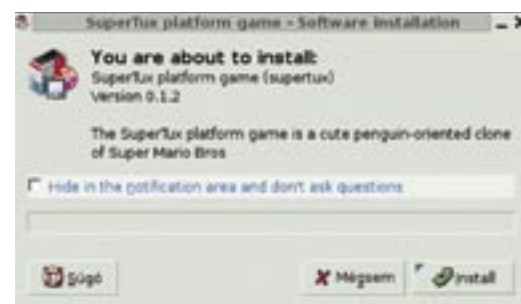 SuperTux platform game - Software installation
You are about to install:
SuperTux platform game (supertux)
Version 0.1.2
The SuperTux platform game is a cute penguin-oriented clone
of Super Mario Bros
Hide in the notification area and don't ask questions
Súgó
Mégsem
Install